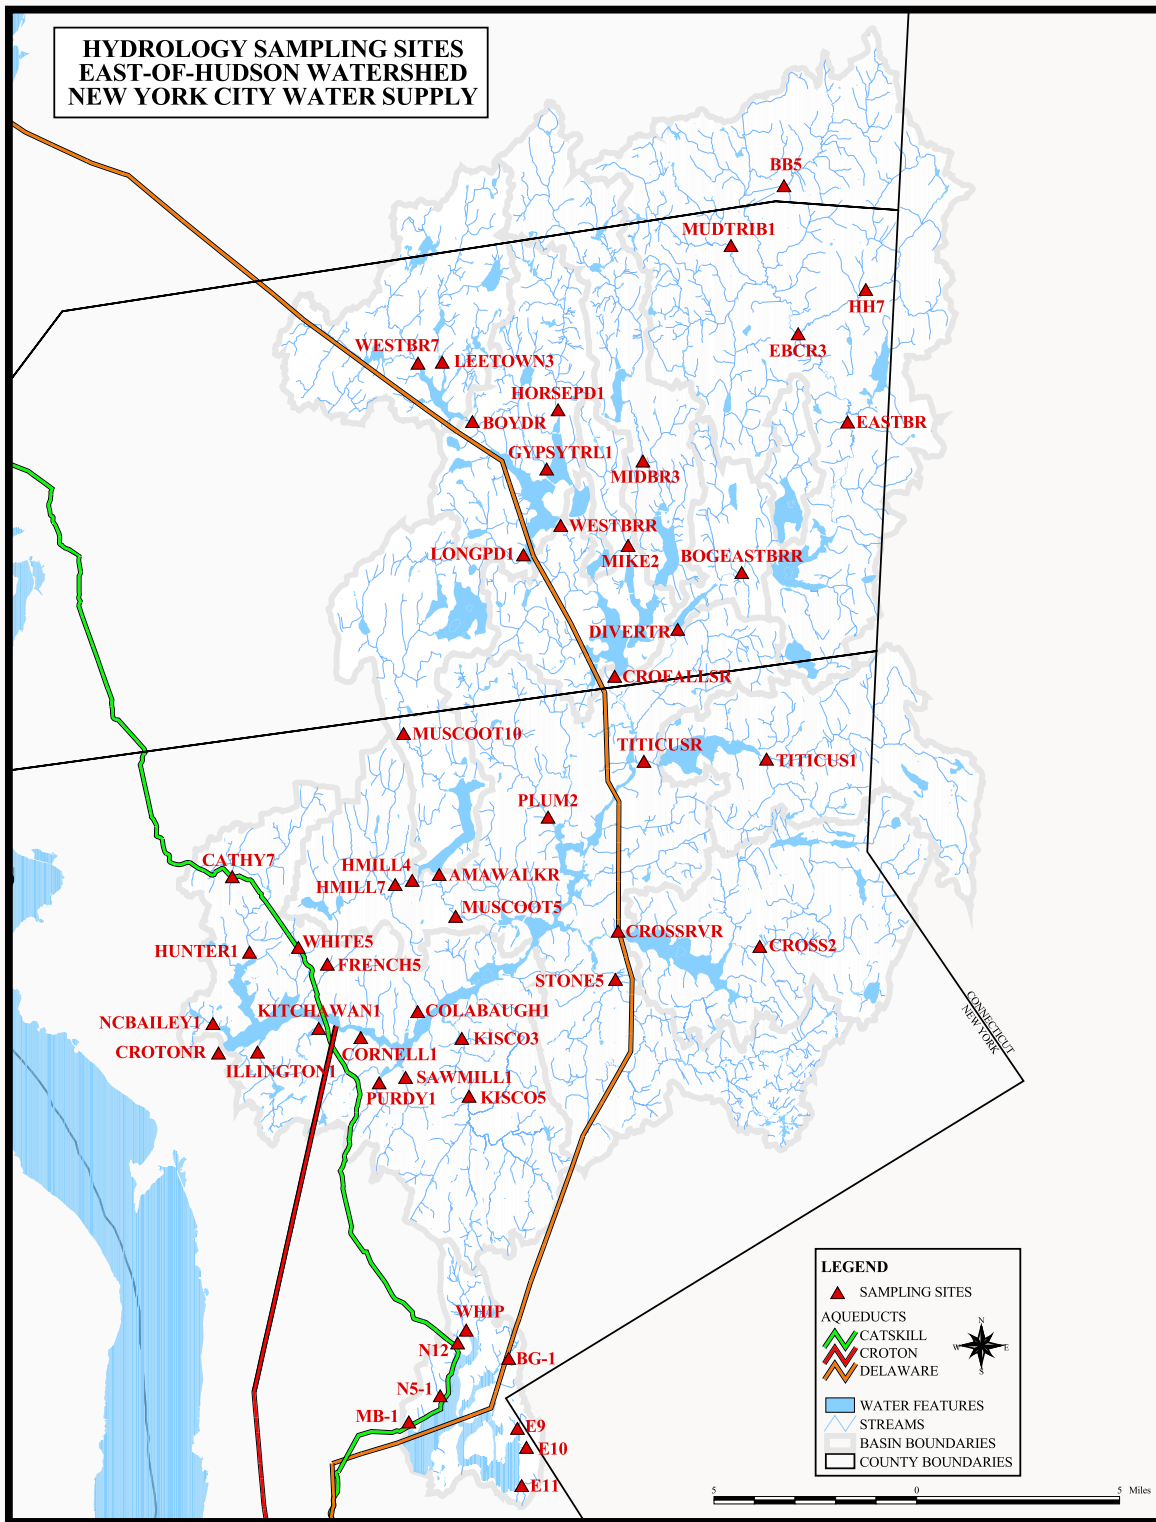 HYDROLOGY SAMPLING SITES
EAST-OF-HUDSON WATERSHED
NEW YORK CITY WATER SUPPLY
BB5
MUDTRIB1
HH7
EBCR3
WESTBR7
LEETOWN3
HORSEPD1
BOYDR
EASTBR
GYPSYTRL1
MIDBR3
WESTBRR
LONGPD1
MIKE2
BOGEASTBRR
DIVERTR
CROFALLSR
MUSCOOT10
TITICUSR
TITICUS1
PLUM2
CATHY7
HMILL4
AMAWALKR
HMILL7
MUSCOOT5
CROSSRVR
WHITE5
CROSS2
HUNTER1
FRENCH5
STONE5
KITCHAWAN1
COLABAUGH1
NCBAILEY1
CONNECTICUT
NEW YORK
KISCO3
CROTONR
CORNELL1
ILLINGTON1
SAWMILL1
PURDY1
KISCO5
WHIP
N12
BG-1
N5-1
MB-1
E9
E10
E11
LEGEND
SAMPLING SITES
AQUEDUCTS
CATSKILL
CROTON
DELAWARE
N
W
E
S
WATER FEATURES
STREAMS
BASIN BOUNDARIES
COUNTY BOUNDARIES
5 0 5 Miles